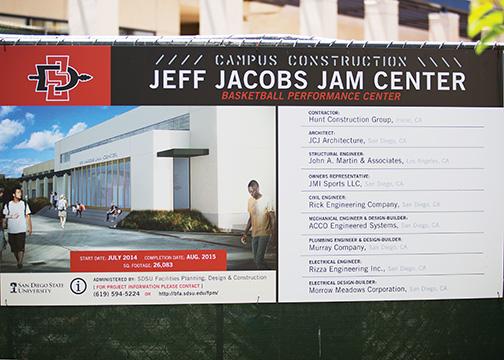 //// CAMPUS CONSTRUCTION \\\\
JEFF JACOBS JAM CENTER
BASKETBALL PERFORMANCE CENTER
START DATE: JULY 2014 COMPLETION DATE: AUG. 2015
SQ. FOOTAGE: 26,083
SAN DIEGO STATE
UNIVERSITY
ADMINISTERED BY: SDSU Facilities Planning, Design & Construction
[ FOR PROJECT INFORMATION PLEASE CONTACT ]
(619) 594-5224 OR http://bfa.sdsu.edu/fpm/
CONTRACTOR:
Hunt Construction Group, Irvine, CA
ARCHITECT:
JCJ Architecture, San Diego, CA
STRUCTURAL ENGINEER:
John A. Martin & Associates, Los Angeles, CA
OWNERS REPRESENTATIVE:
JMI Sports LLC, San Diego, CA
CIVIL ENGINEER:
Rick Engineering Company, San Diego, CA
MECHANICAL ENGINEER & DESIGN-BUILDER:
ACCO Engineered Systems, San Diego, CA
PLUMBING ENGINEER & DESIGN-BUILDER:
Murray Company, San Diego, CA
ELECTRICAL ENGINEER:
Rizza Engineering Inc., San Diego, CA
ELECTRICAL DESIGN-BUILDER:
Morrow Meadows Corporation, San Diego, CA